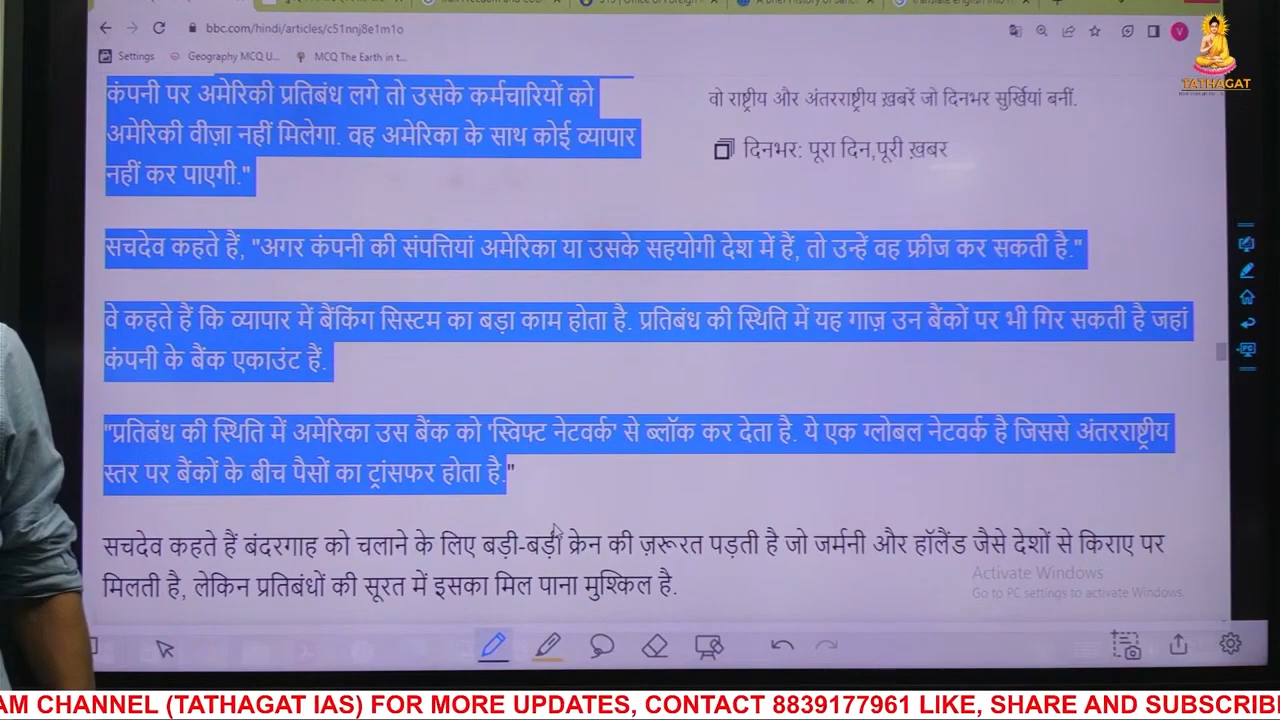 bbc.com/hindi/articles/c51nnj8e1m1o
Settings
Geography MCQ U...
MCQ The Earth in t...
TATHAGAT
कंपनी पर अमेरिकी प्रतिबंध लगे तो उसके कर्मचारियों को
अमेरिकी वीज़ा नहीं मिलेगा. वह अमेरिका के साथ कोई व्यापार
नहीं कर पाएगी."
वो राष्ट्रीय और अंतरराष्ट्रीय ख़बरें जो दिनभर सुर्खियां बनीं.
दिनभर: पूरा दिन,पूरी ख़बर
सचदेव कहते हैं, "अगर कंपनी की संपत्तियां अमेरिका या उसके सहयोगी देश में हैं, तो उन्हें वह फ्रीज कर सकती है."
वे कहते हैं कि व्यापार में बैंकिंग सिस्टम का बड़ा काम होता है. प्रतिबंध की स्थिति में यह गाज़ उन बैंकों पर भी गिर सकती है जहां
कंपनी के बैंक एकाउंट हैं.
"प्रतिबंध की स्थिति में अमेरिका उस बैंक को 'स्विफ्ट नेटवर्क' से ब्लॉक कर देता है. ये एक ग्लोबल नेटवर्क है जिससे अंतरराष्ट्रीय
स्तर पर बैंकों के बीच पैसों का ट्रांसफर होता है."
सचदेव कहते हैं बंदरगाह को चलाने के लिए बड़ी-बड़ी क्रेन की ज़रूरत पड़ती है जो जर्मनी और हॉलैंड जैसे देशों से किराए पर
मिलती है, लेकिन प्रतिबंधों की सूरत में इसका मिल पाना मुश्किल है.
Activate Windows
Go to PC settings to activate Windows.
AM CHANNEL (TATHAGAT IAS) FOR MORE UPDATES, CONTACT 8839177961 LIKE, SHARE AND SUBSCRIB